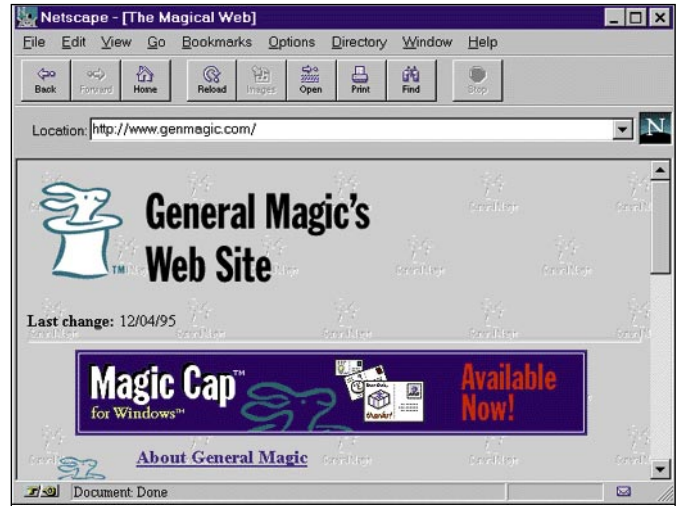 Netscape - [The Magical Web]
File Edit View Go Bookmarks Options Directory Window Help
Back Forward Home Reload Images Open Print Find Stop
Location: http://www.genmagic.com/
N
General Magic's
Web Site
TM
Last change: 12/04/95
Magic Cap™
for Windows™
thanks!
Available
Now!
About General Magic
Document: Done